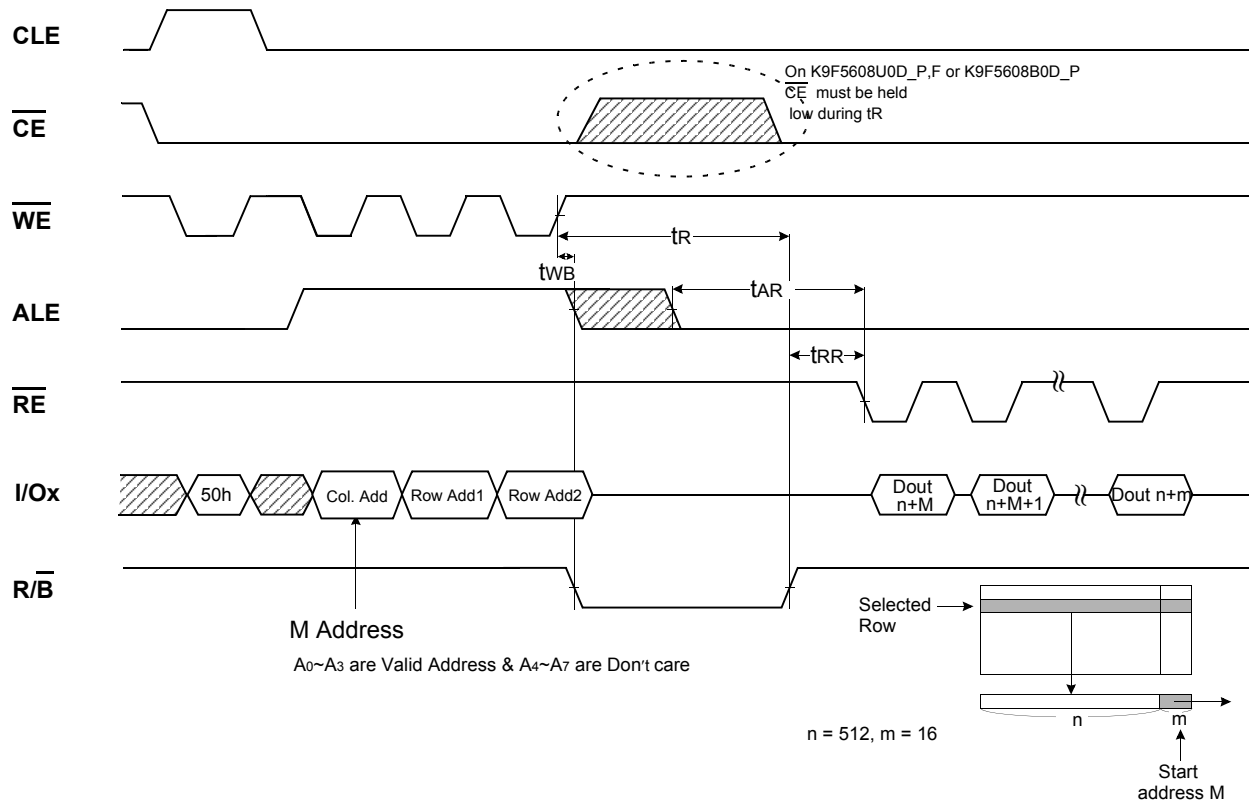 CLE
On K9F5608U0D_P,F or K9F5608B0D_P
CE must be held
low during tR
CE
WE
tR
tWB
tAR
ALE
tRR
RE
I/Ox
50h
Col. Add
Row Add1
Row Add2
Dout
n+M
Dout
n+M+1
Dout n+m
R/B
M Address
A0~A3 are Valid Address & A4~A7 are Don't care
Selected
Row
n
m
n = 512, m = 16
Start
address M